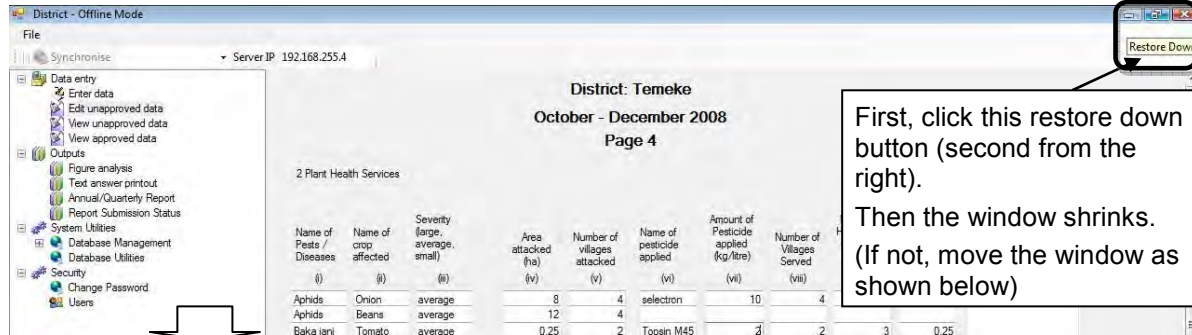 District - Offline Mode
File
Synchronise
Server IP 192.168.255.4
Restore Dow
Data entry
Enter data
Edit unapproved data
View unapproved data
View approved data
Outputs
Figure analysis
Text answer printout
Annual/Quarterly Report
Report Submission Status
System Utilities
Database Management
Database Utilities
Security
Change Password
Users
District: Temeke
October - December 2008
Page 4
2 Plant Health Services
Name of Pests / Diseases
Name of crop affected
Severity (large, average, small)
Area attacked (ha)
Number of villages attacked
Name of pesticide applied
Amount of Pesticide applied (kg/litre)
Number of Villages Served
(i) (ii) (iii) (iv) (v) (vi) (vii) (viii)
Aphids Onion average 8 4 selectron 10 4
Aphids Beans average 12 4
Baka jani Tomato average 0.25 2 Topsin M45 2 2 3 0.25
First, click this restore down
button (second from the
right).
Then the window shrinks.
(If not, move the window as
shown below)